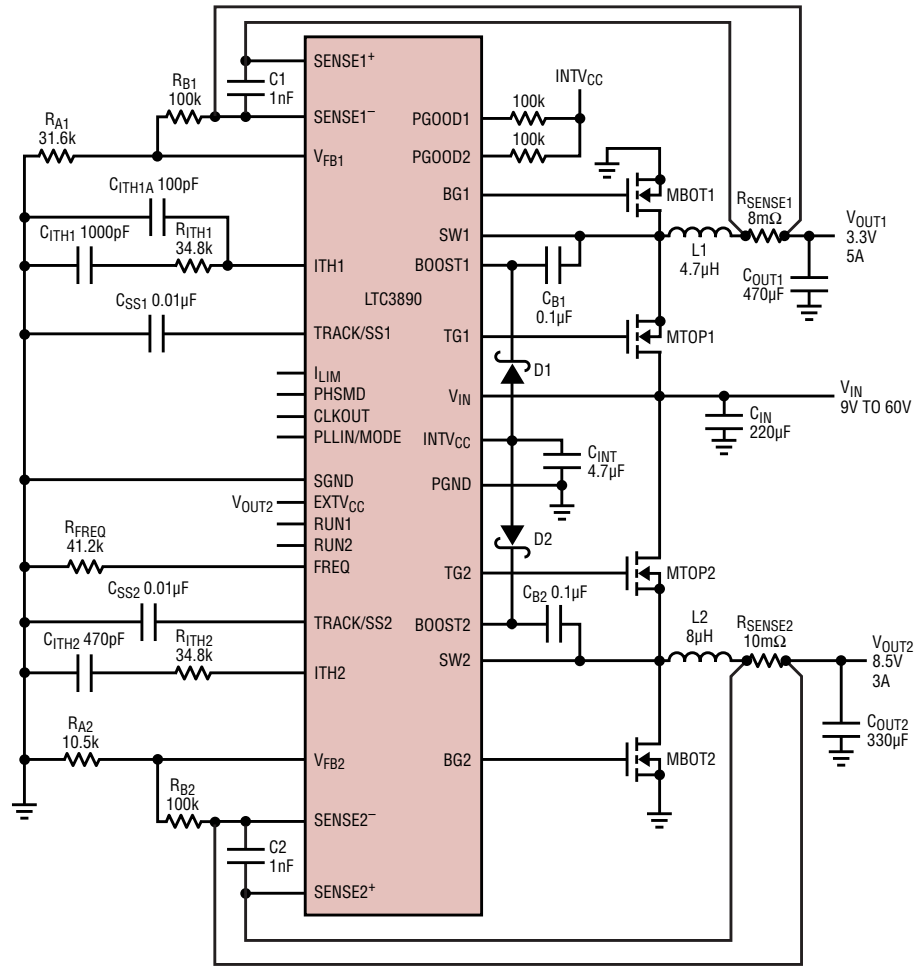 SENSE1+
C1
1nF
RB1
100k
SENSE1–
INTVCC
100k
PGOOD1
100k
PGOOD2
RA1
31.6k
VFB1
BG1
MBOT1
RSENSE1
8mΩ
VOUT1
3.3V
5A
CITH1A 100pF
CITH1 1000pF
RITH1
34.8k
SW1
L1
4.7µH
ITH1
BOOST1
CB1
0.1µF
COUT1
470µF
LTC3890
CSS1 0.01µF
TRACK/SS1
TG1
MTOP1
D1
ILIM
PHSMD
VIN
VIN
9V TO 60V
CLKOUT
CIN
220µF
PLLIN/MODE
INTVCC
CINT
4.7µF
SGND
PGND
VOUT2
EXTVCC
RUN1
RUN2
D2
RFREQ
41.2k
FREQ
TG2
MTOP2
CSS2 0.01µF
CB2 0.1µF
TRACK/SS2
BOOST2
L2
8µH
RSENSE2
10mΩ
VOUT2
8.5V
3A
CITH2 470pF
RITH2
34.8k
SW2
ITH2
COUT2
330µF
RA2
10.5k
VFB2
BG2
MBOT2
RB2
100k
SENSE2–
C2
1nF
SENSE2+